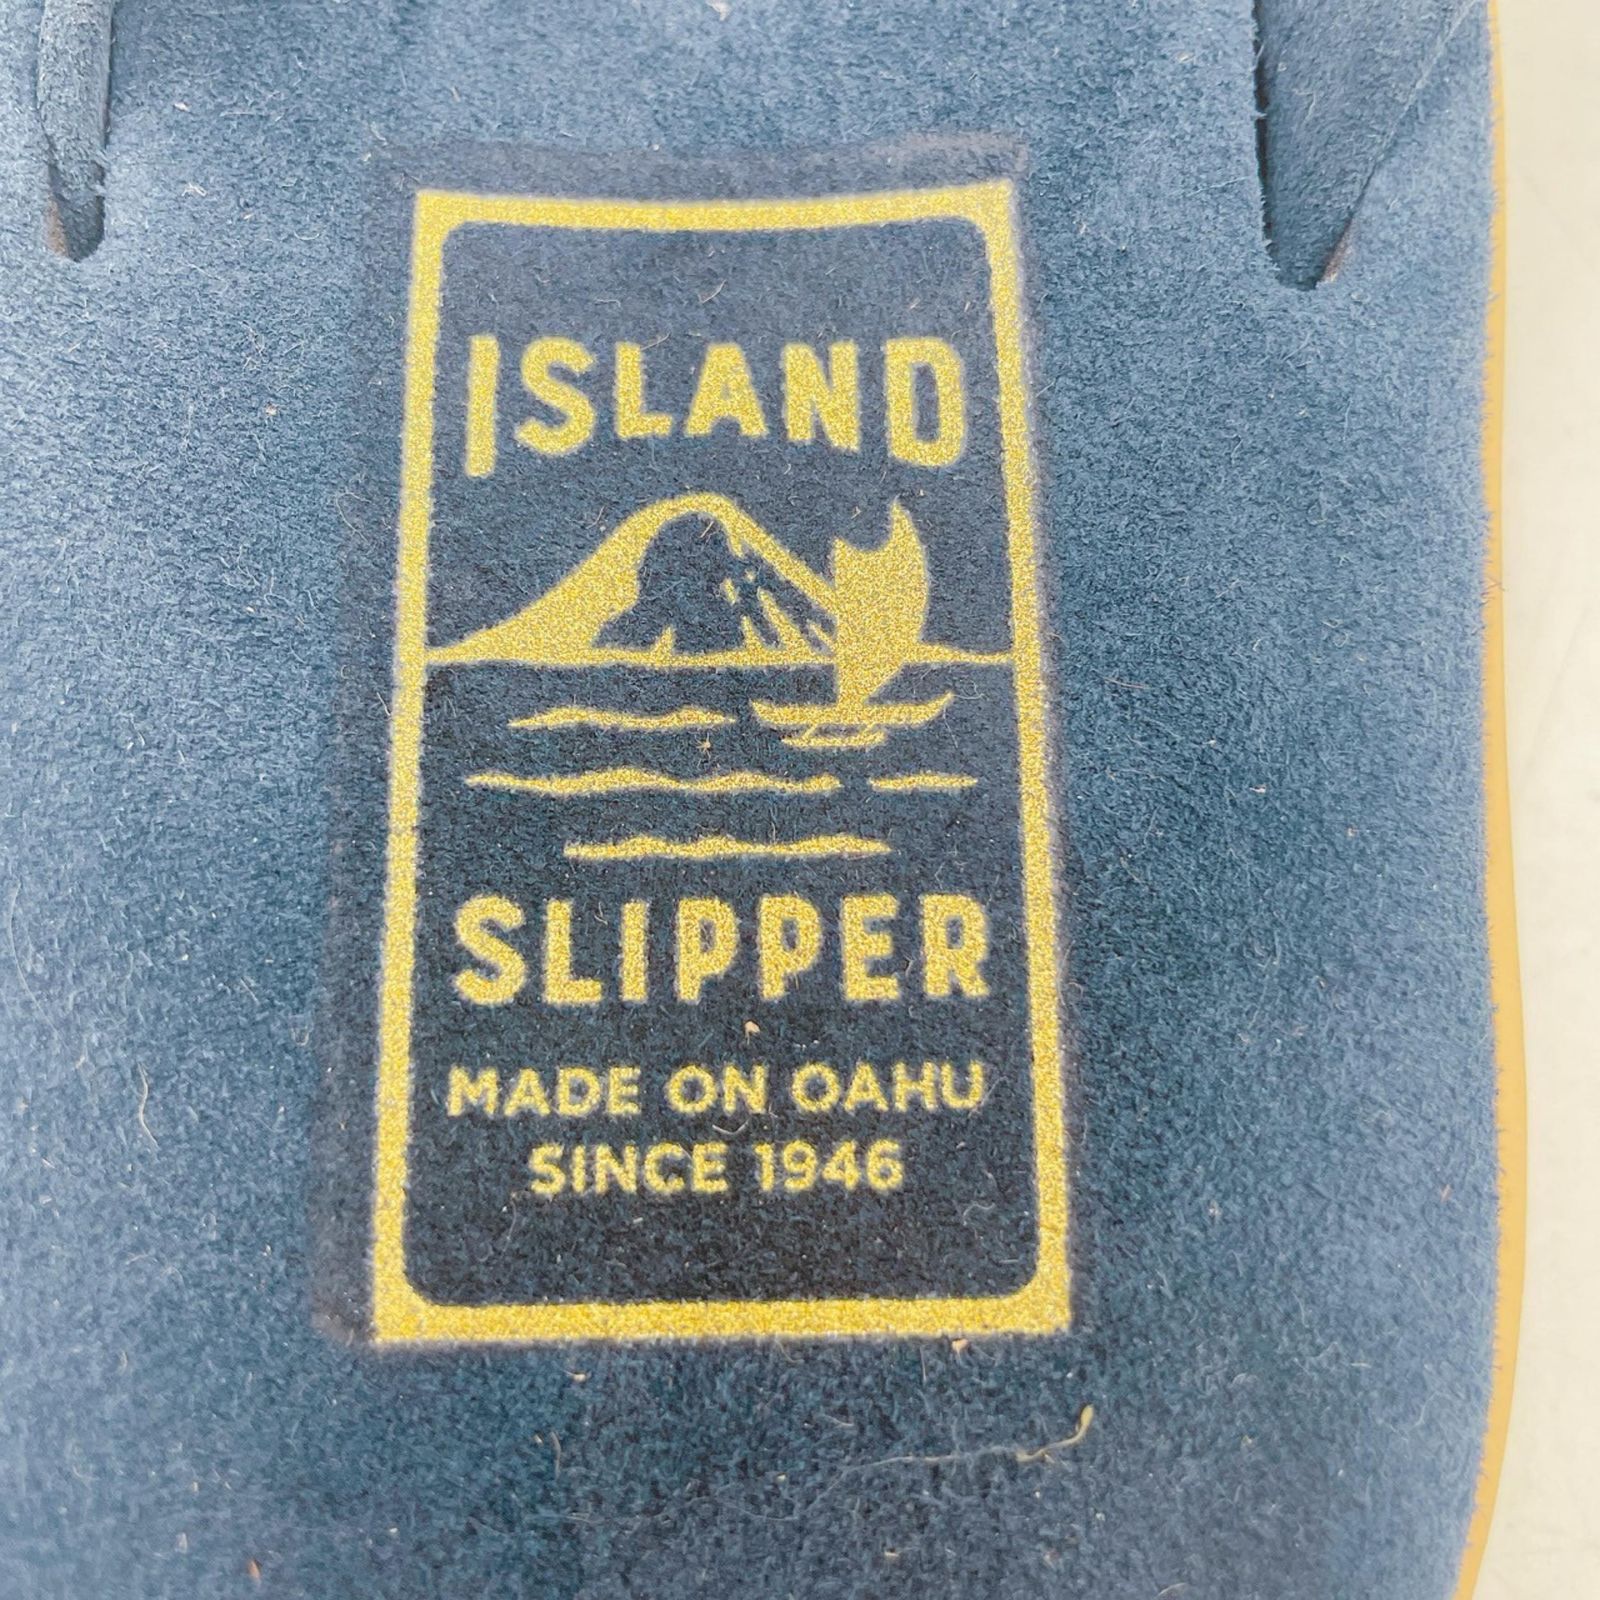 ISLAND
SLIPPER
MADE ON OAHU
SINCE 1946